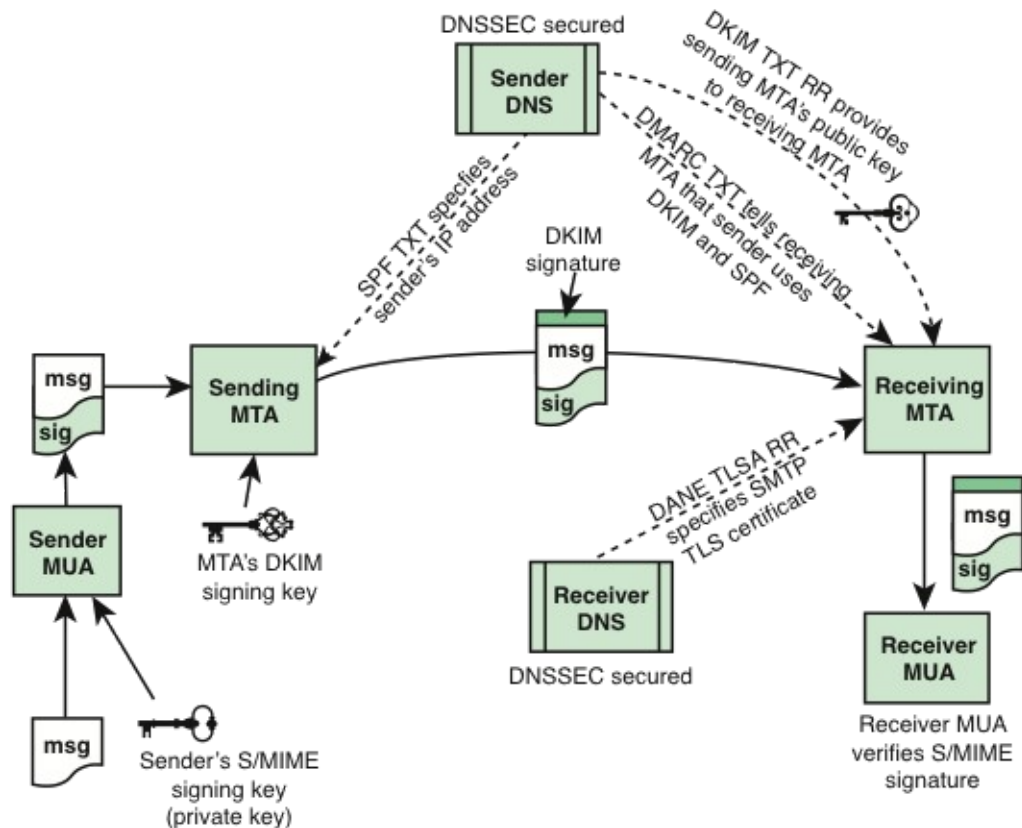 DNSSEC secured
Sender
DNS
DKIM TXT RR provides
sending MTA's public key
to receiving MTA
DMARC TXT tells receiving
MTA that sender uses
DKIM and SPF
SPF TXT specfies
sender's IP address
DKIM
signature
msg
sig
Sending
MTA
msg
sig
Receiving
MTA
DANE TLSA RR
specifies SMTP
TLS certificate
msg
sig
Sender
MUA
MTA's DKIM
signing key
Receiver
DNS
DNSSEC secured
Receiver
MUA
msg
Sender's S/MIME
signing key
(private key)
Receiver MUA
verifies S/MIME
signature